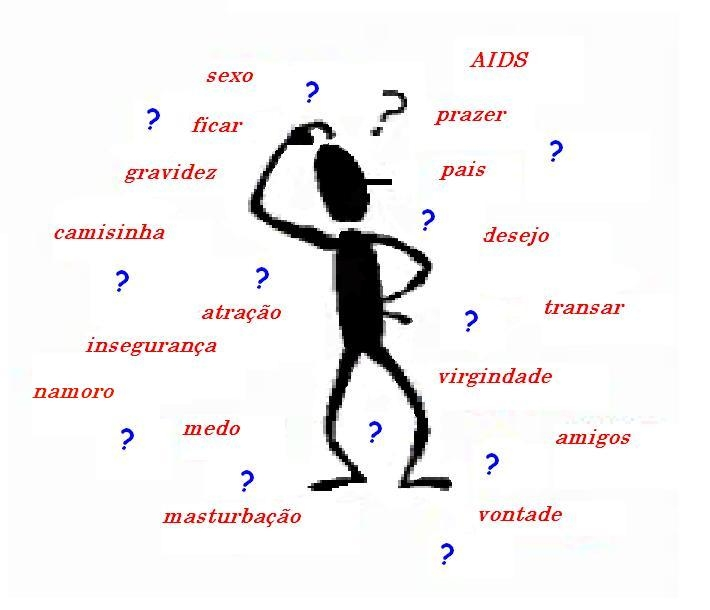 AIDS
sexo
?
?
prazer
?
ficar
?
pais
gravidez
?
camisinha
desejo
?
?
transar
atração
?
insegurança
virgindade
namoro
medo
?
?
amigos
?
?
masturbação
vontade
?